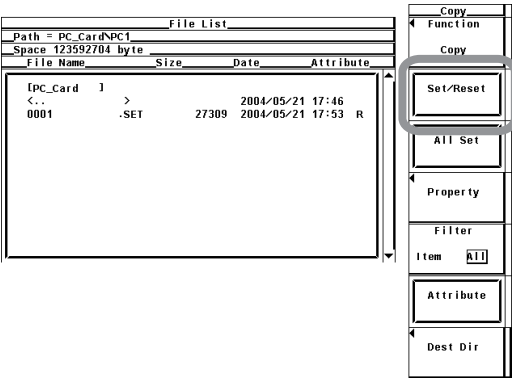 File List
Path = PC_Card\PC1
Space 123592704 byte
File Name Size Date Attribute
[PC_Card ]
<.. > 2004/05/21 17:46
0001 .SET 27309 2004/05/21 17:53 R
Copy
Function
Copy
Set/Reset
All Set
Property
Filter
Item All
Attribute
Dest Dir